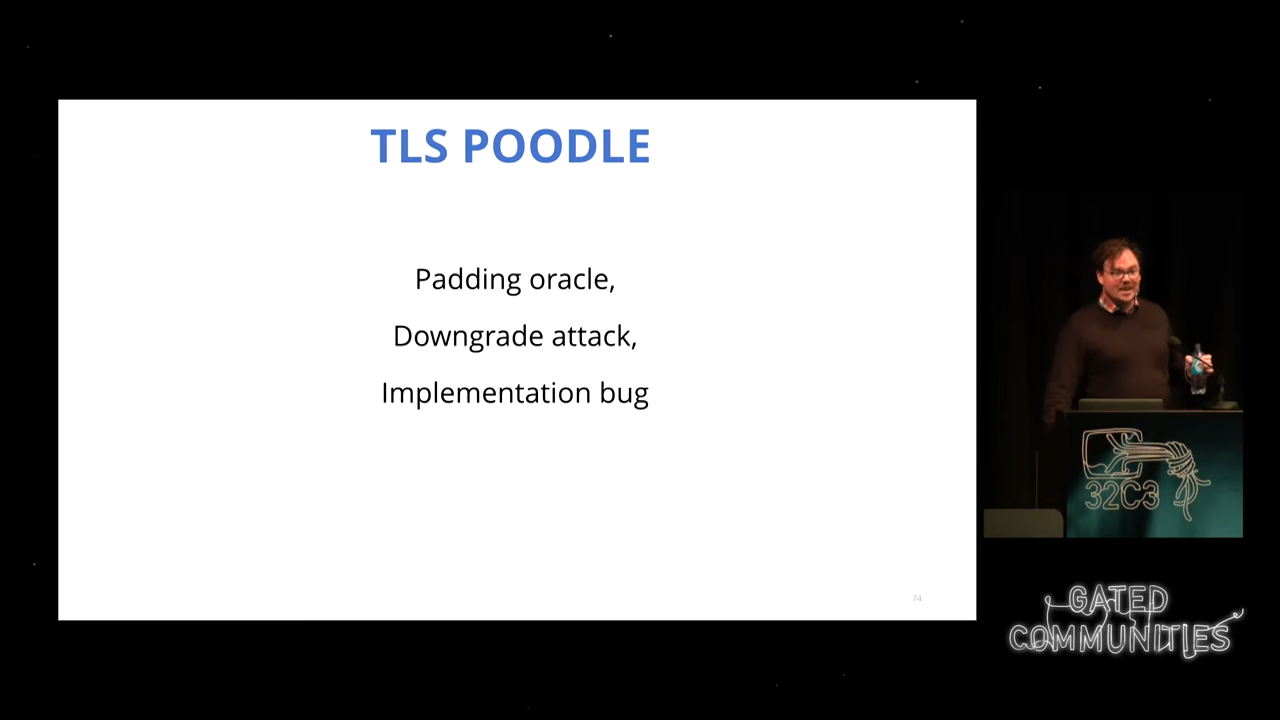 TLS POODLE
Padding oracle,
Downgrade attack,
Implementation bug
74
32C3
GATED
COMMUNITIES